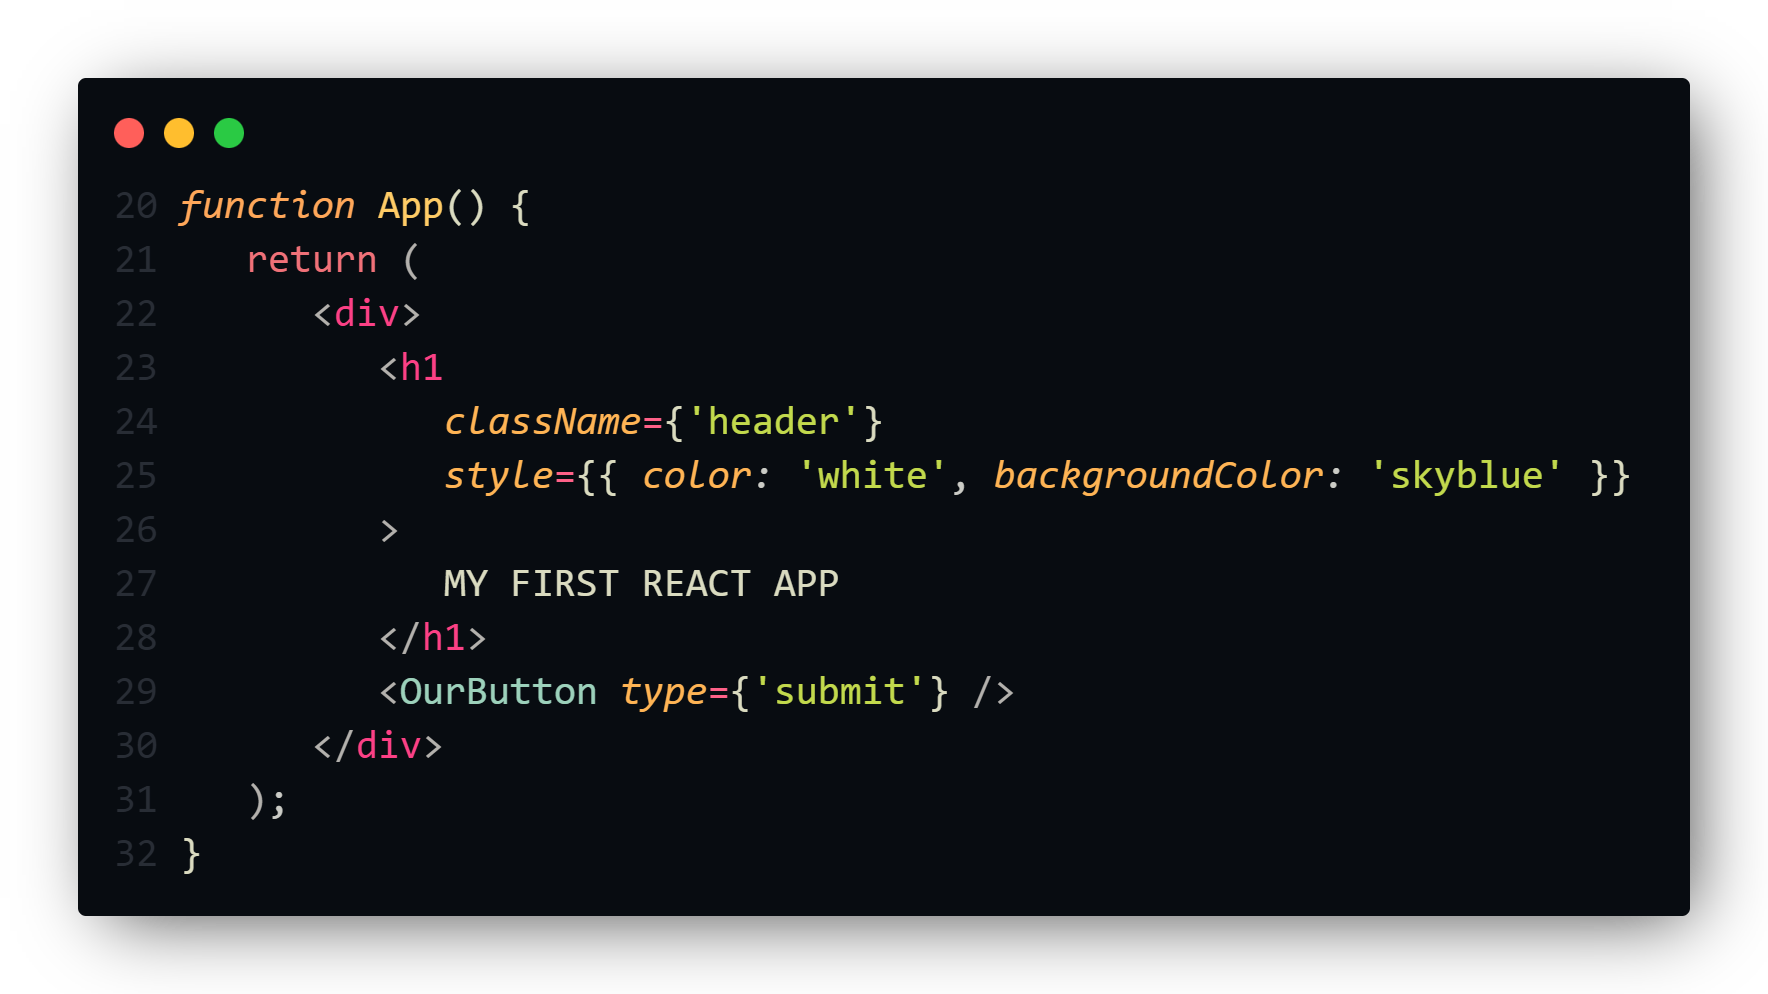 20 function App() {
21    return (
22       <div>
23          <h1
24             className={'header'}
25             style={{ color: 'white', backgroundColor: 'skyblue' }}
26          >
27             MY FIRST REACT APP
28          </h1>
29          <OurButton type={'submit'} />
30       </div>
31    );
32 }